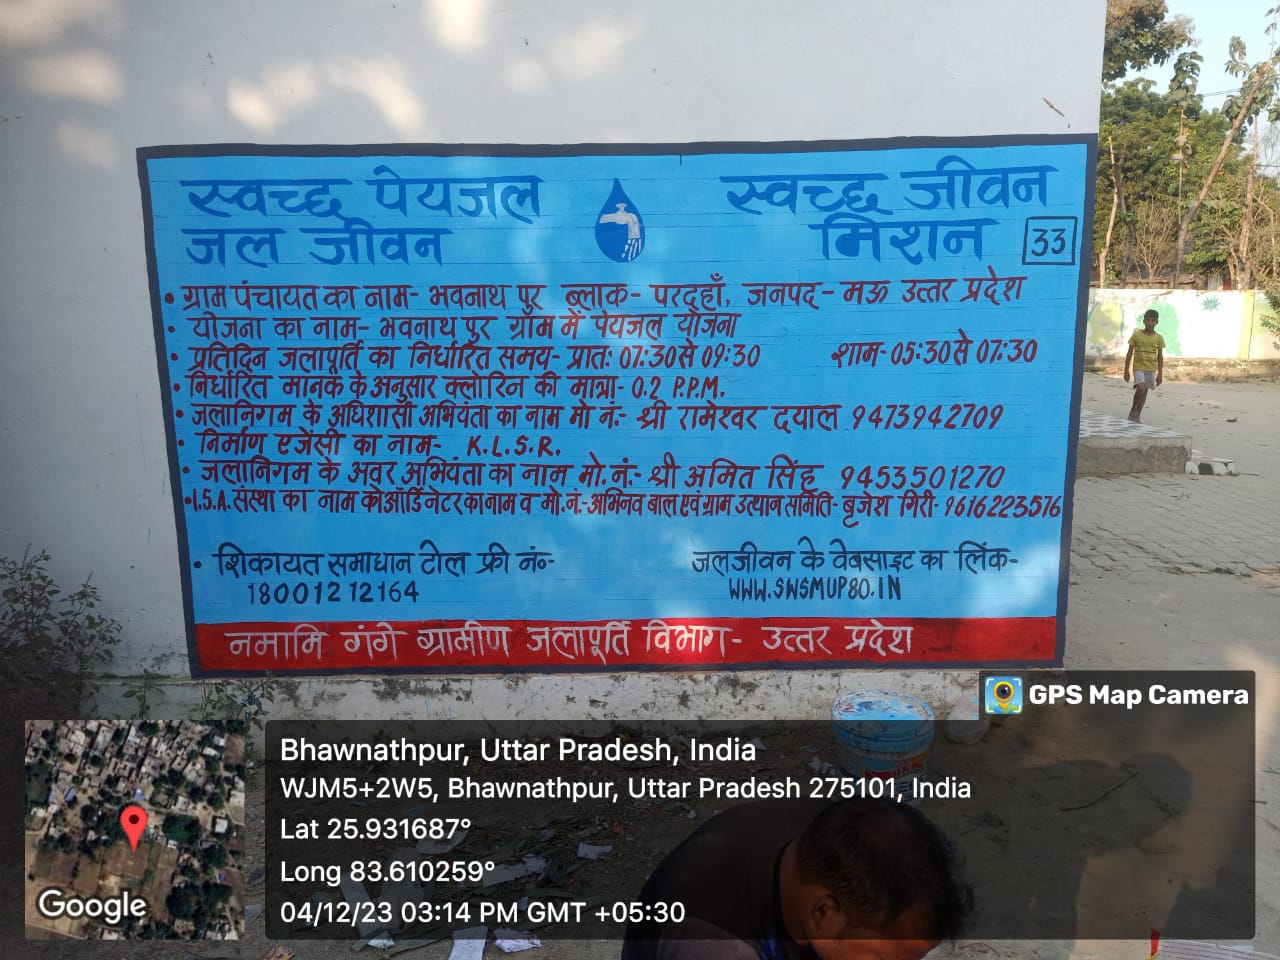 स्वच्छ पेयजल
स्वच्छ जीवन
जल जीवन
मिशन
33
• ग्राम पंचायत का नाम- भवनाथ पुर ब्लाक- परदहाँ, जनपद- मऊ उत्तर प्रदेश
• योजना का नाम- भवनाथ पुर ग्राँम में पेयजल योजना
• प्रतिदिन जलापूर्ति का निर्धारित समय- प्रातः 07:30 से 09:30 शाम- 05:30 से 07:30
• निर्धारित मानक के अनुसार क्लोरिन की मात्रा- 0.2 P.P.M.
• जलनिगम के अधिशासी अभियंता का नाम मो नं:- श्री रामेश्वर दयाल 9473942709
• निर्माण एजेंसी का नाम- K.L.S.R.
• जलनिगम के अवर अभियंता का नाम मो.नं:- श्री अमित सिंह 9453501270
• I.S.A. संस्था का नाम कोऑर्डिनेटर का नाम व मो.नं:- अभिनव बाल एवं ग्राम उत्थान समिति- बृजेश गिरी- 9616223576
• शिकायत समाधान टोल फ्री नं०-
18001212164
जलजीवन के वेबसाइट का लिंक-
WWW.SWSMUP80.IN
नमामि गंगे ग्रामीण जलापूर्ति विभाग- उत्तर प्रदेश
GPS Map Camera
Bhawnathpur, Uttar Pradesh, India
WJM5+2W5, Bhawnathpur, Uttar Pradesh 275101, India
Lat 25.931687°
Long 83.610259°
04/12/23 03:14 PM GMT +05:30
Google